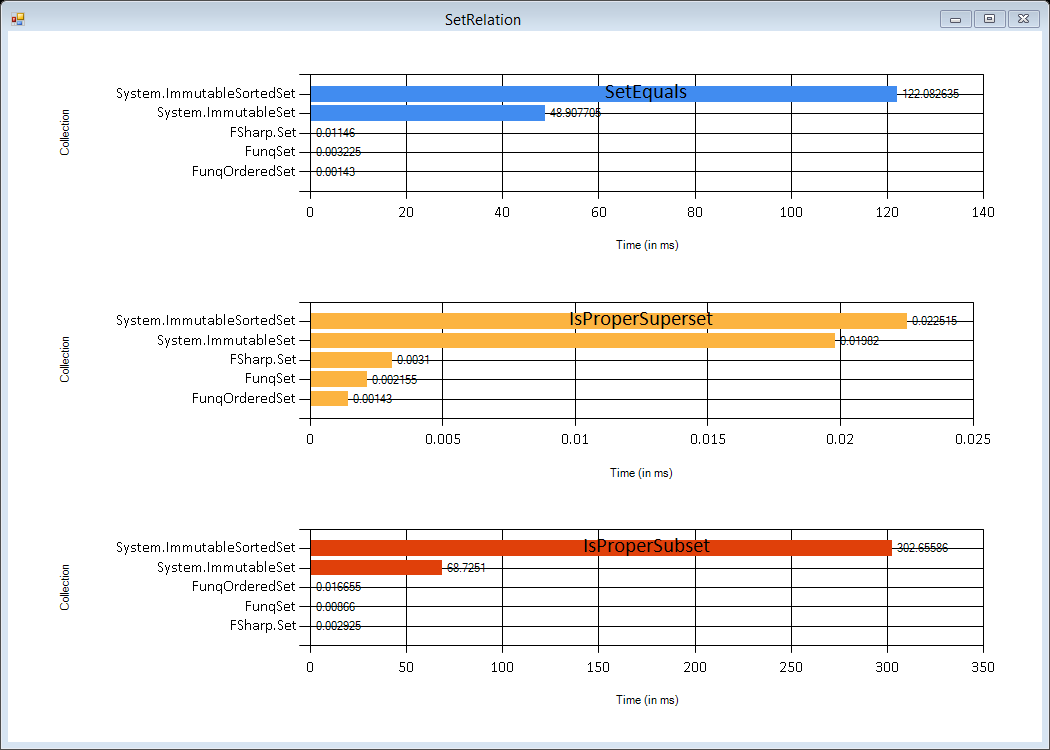 SetRelation
SetEquals
System.ImmutableSortedSet 122.082635
System.ImmutableSet 48.907705
FSharp.Set 0.01146
FunqSet 0.003225
FunqOrderedSet 0.00143
Collection
0 20 40 60 80 100 120 140
Time (in ms)
IsProperSuperset
System.ImmutableSortedSet 0.022515
System.ImmutableSet 0.01982
FSharp.Set 0.0031
FunqSet 0.002155
FunqOrderedSet 0.00143
Collection
0 0.005 0.01 0.015 0.02 0.025
Time (in ms)
IsProperSubset
System.ImmutableSortedSet 302.65586
System.ImmutableSet 68.7251
FunqOrderedSet 0.016655
FunqSet 0.00866
FSharp.Set 0.002925
Collection
0 50 100 150 200 250 300 350
Time (in ms)